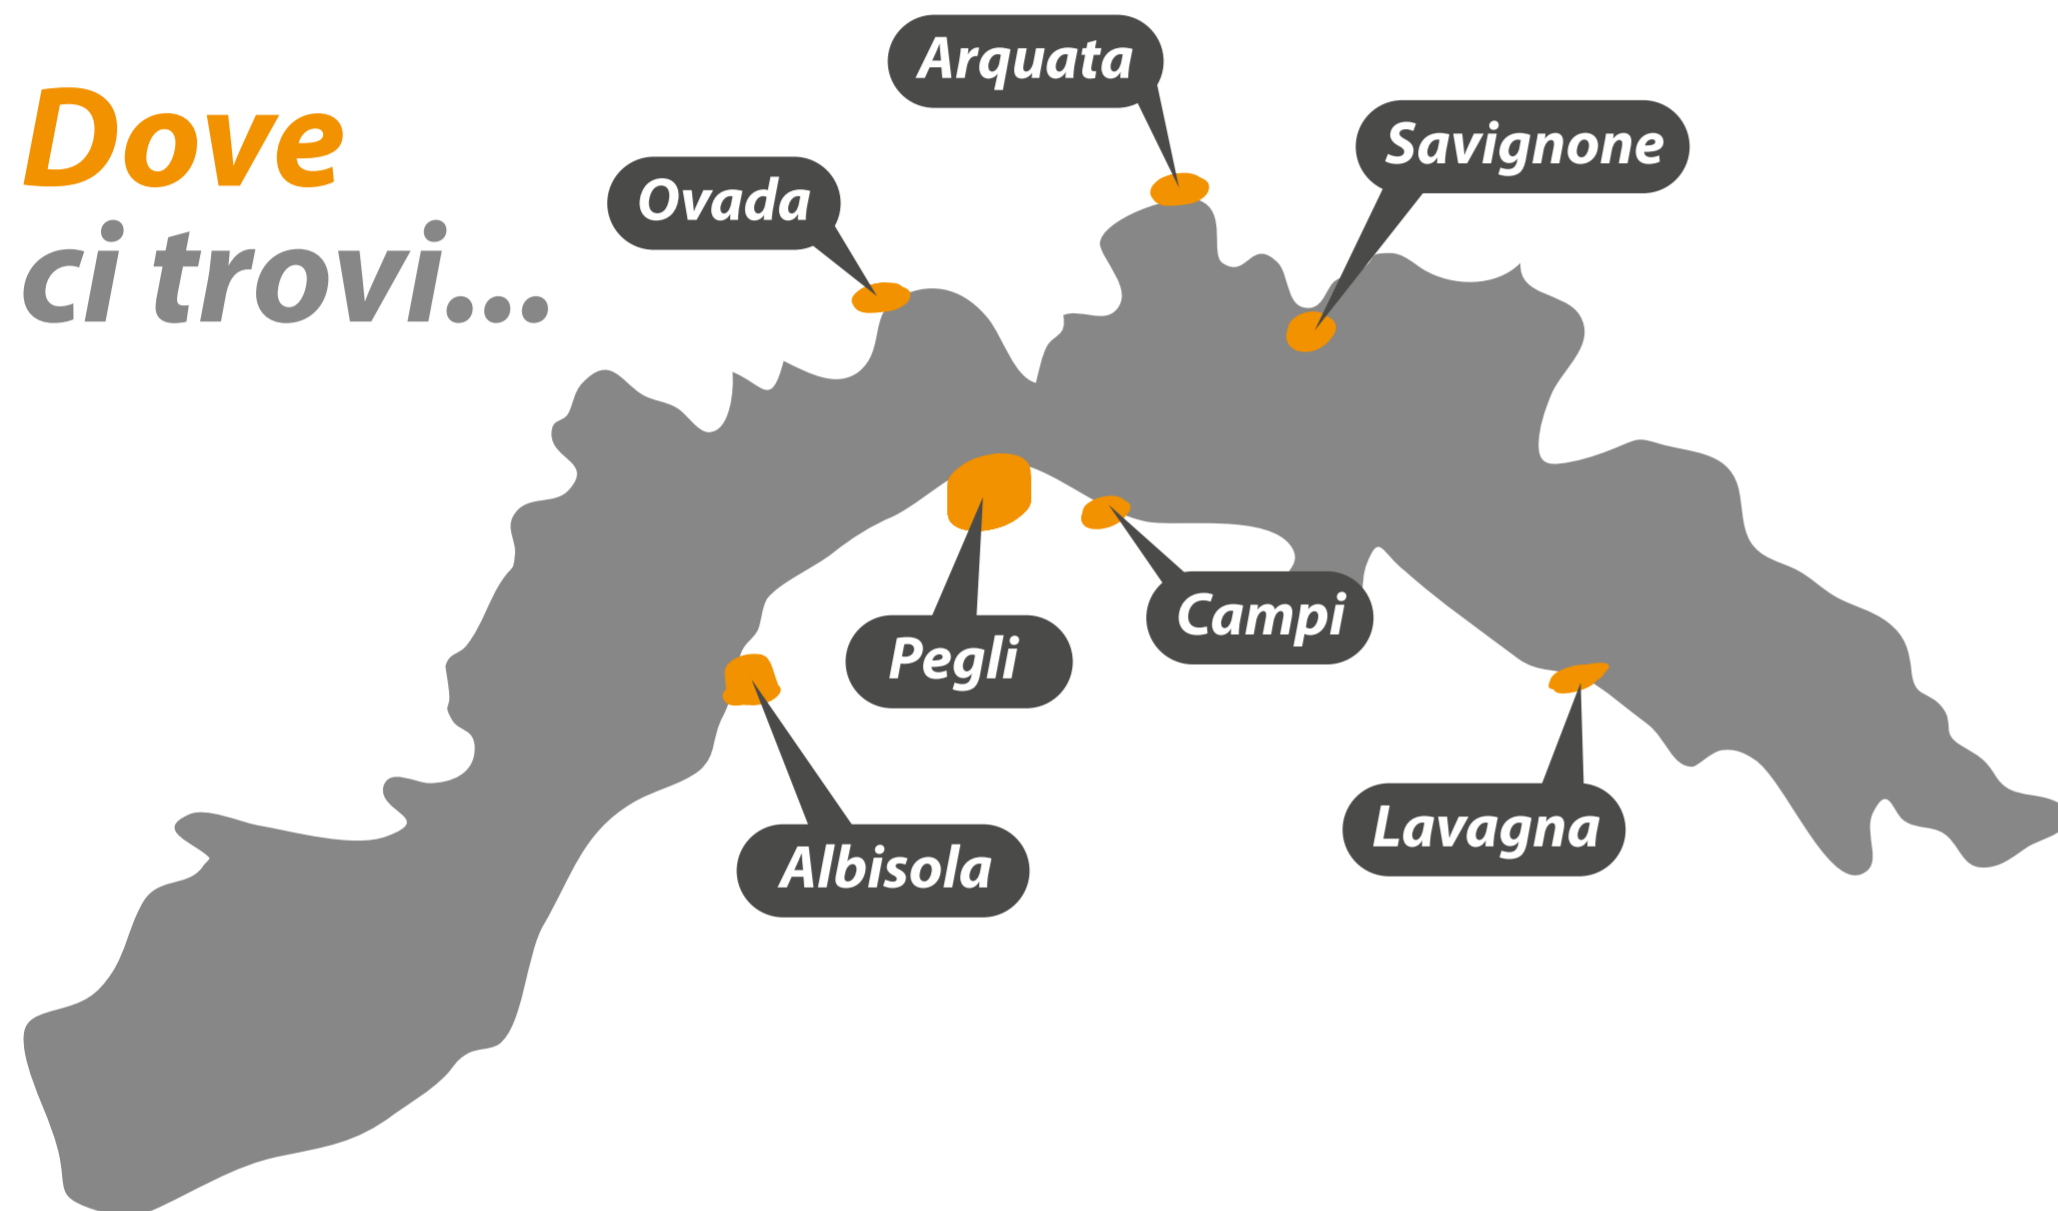 Dove
ci trovi...
Arquata
Savignone
Ovada
Pegli
Campi
Albisola
Lavagna